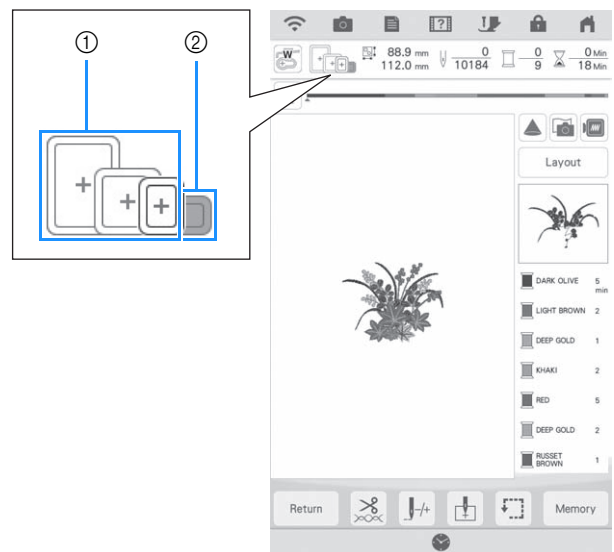 ① ②
W
88.9 mm
112.0 mm
0
10184
0
9
0 Min
18 Min
Layout
DARK OLIVE 5 min
LIGHT BROWN 2
DEEP GOLD 1
KHAKI 2
RED 5
DEEP GOLD 2
RUSSET
BROWN 1
Return
-/+
Memory